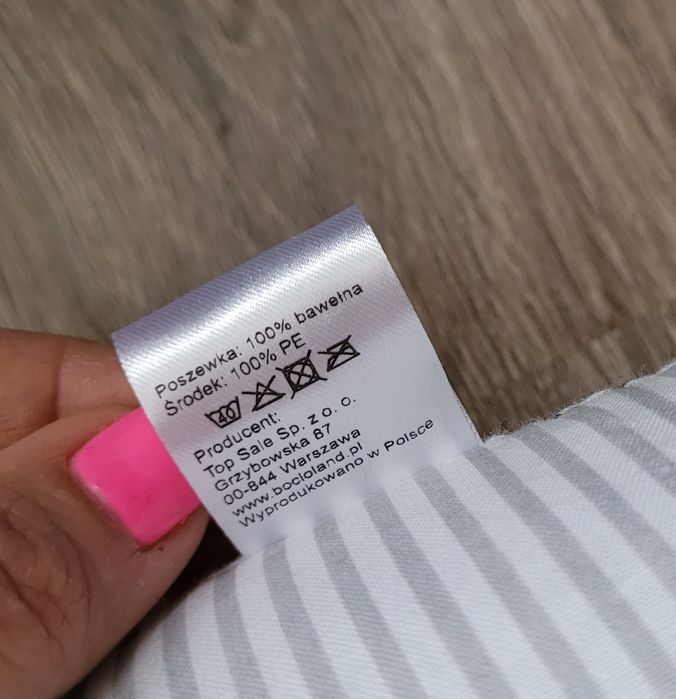 Poszewka: 100% bawełna
Środek: 100% PE
40
Producent:
Top Sale Sp. z o. o.
Grzybowska 87
00-844 Warszawa
www.bocioland.pl
Wyprodukowano w Polsce